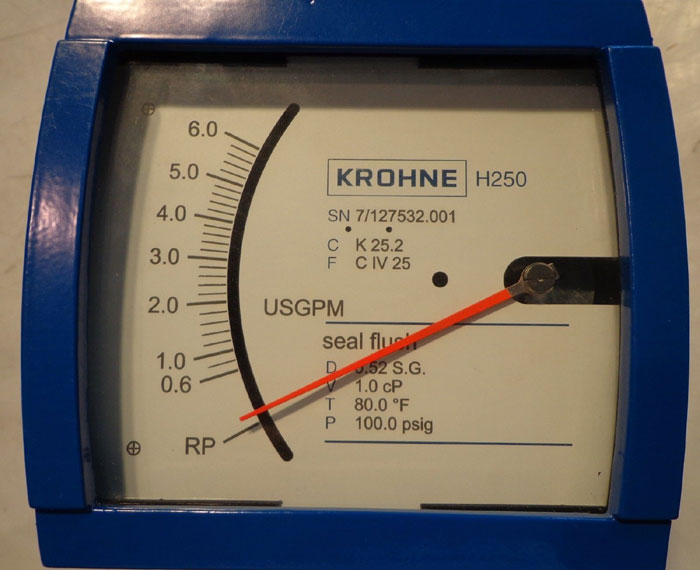 6.0
5.0
4.0
3.0
2.0
1.0
0.6
RP
KROHNE H250
SN 7/127532.001
C K 25.2
F C IV 25
USGPM
seal flush
D 0.52 S.G.
V 1.0 cP
T 80.0 °F
P 100.0 psig